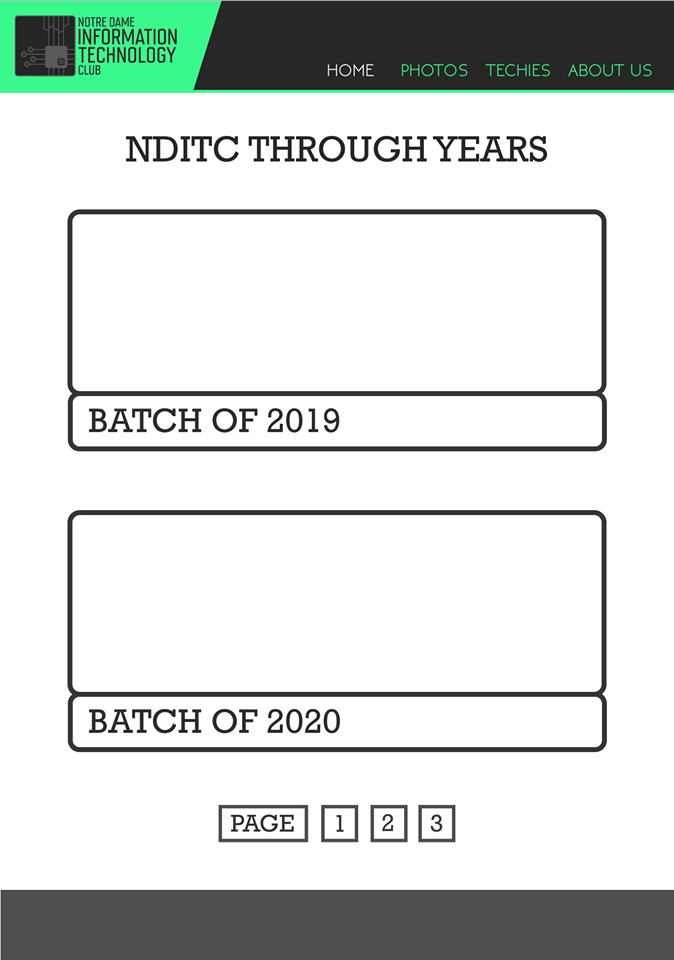 NOTRE DAME
INFORMATION
TECHNOLOGY
CLUB
HOME PHOTOS TECHIES ABOUT US
NDITC THROUGH YEARS
BATCH OF 2019
BATCH OF 2020
PAGE 1 2 3